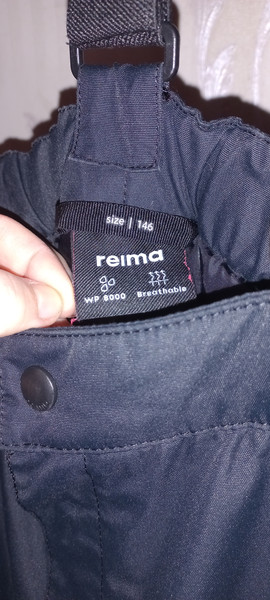 size | 146
reima
WP 8000 Breathable